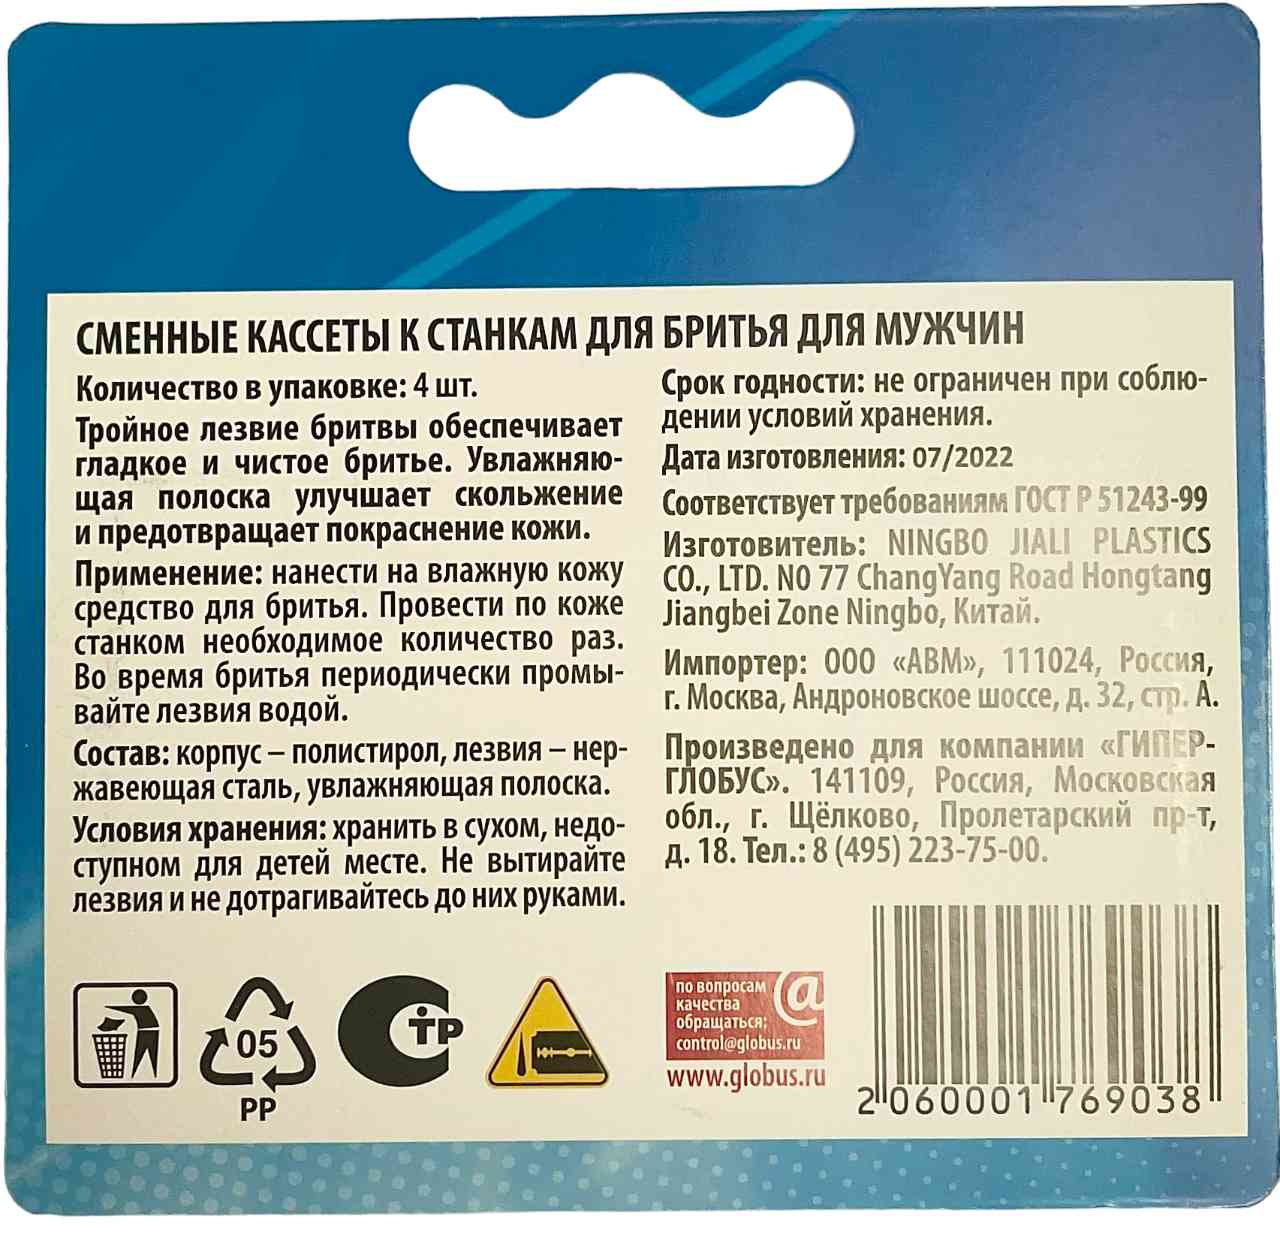 СМЕННЫЕ КАССЕТЫ К СТАНКАМ ДЛЯ БРИТЬЯ ДЛЯ МУЖЧИН
Количество в упаковке: 4 шт.
Тройное лезвие бритвы обеспечивает
гладкое и чистое бритье. Увлажняю-
щая полоска улучшает скольжение
и предотвращает покраснение кожи.
Применение: нанести на влажную кожу
средство для бритья. Провести по коже
станком необходимое количество раз.
Во время бритья периодически промы-
вайте лезвия водой.
Состав: корпус – полистирол, лезвия – нер-
жавеющая сталь, увлажняющая полоска.
Условия хранения: хранить в сухом, недо-
ступном для детей месте. Не вытирайте
лезвия и не дотрагивайтесь до них руками.
Срок годности: не ограничен при соблю-
дении условий хранения.
Дата изготовления: 07/2022
Соответствует требованиям ГОСТ Р 51243-99
Изготовитель: NINGBO JIALI PLASTICS
CO., LTD. NO 77 ChangYang Road Hongtang
Jiangbei Zone Ningbo, Китай.
Импортер: ООО «АВМ», 111024, Россия,
г. Москва, Андроновское шоссе, д. 32, стр. А.
Произведено для компании «ГИПЕР-
ГЛОБУС». 141109, Россия, Московская
обл., г. Щёлково, Пролетарский пр-т,
д. 18. Тел.: 8 (495) 223-75-00.
05
PP
СТР
по вопросам
качества
обращаться:
control@globus.ru
@
www.globus.ru
2 060001 769038